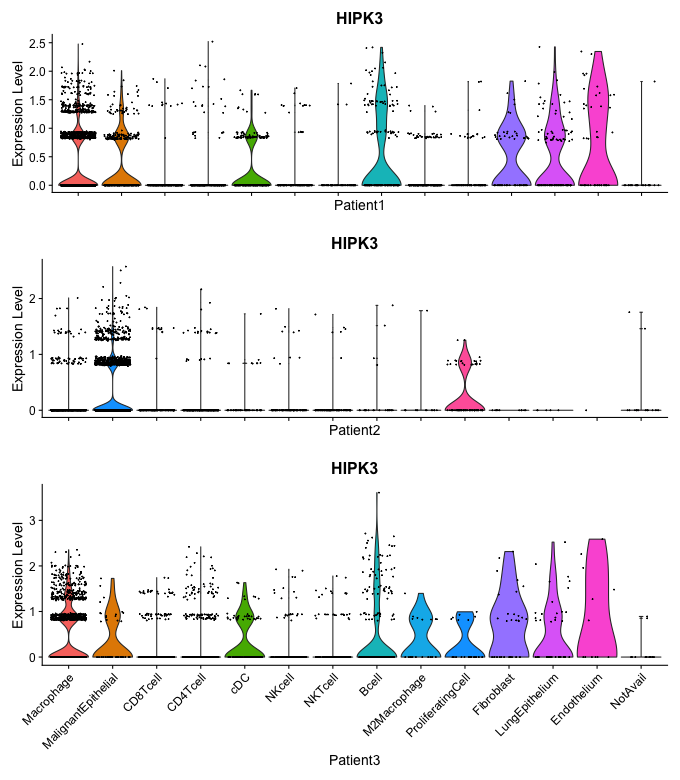 HIPK3
Expression Level
2.5
2.0
1.5
1.0
0.5
0.0
Patient1
HIPK3
Expression Level
2
1
0
Patient2
HIPK3
Expression Level
3
2
1
0
Macrophage
MalignantEpithelial
CD8Tcell
CD4Tcell
cDC
NKcell
NKTcell
Bcell
M2Macrophage
ProliferatingCell
Fibroblast
LungEpithelium
Endothelium
NotAvail
Patient3